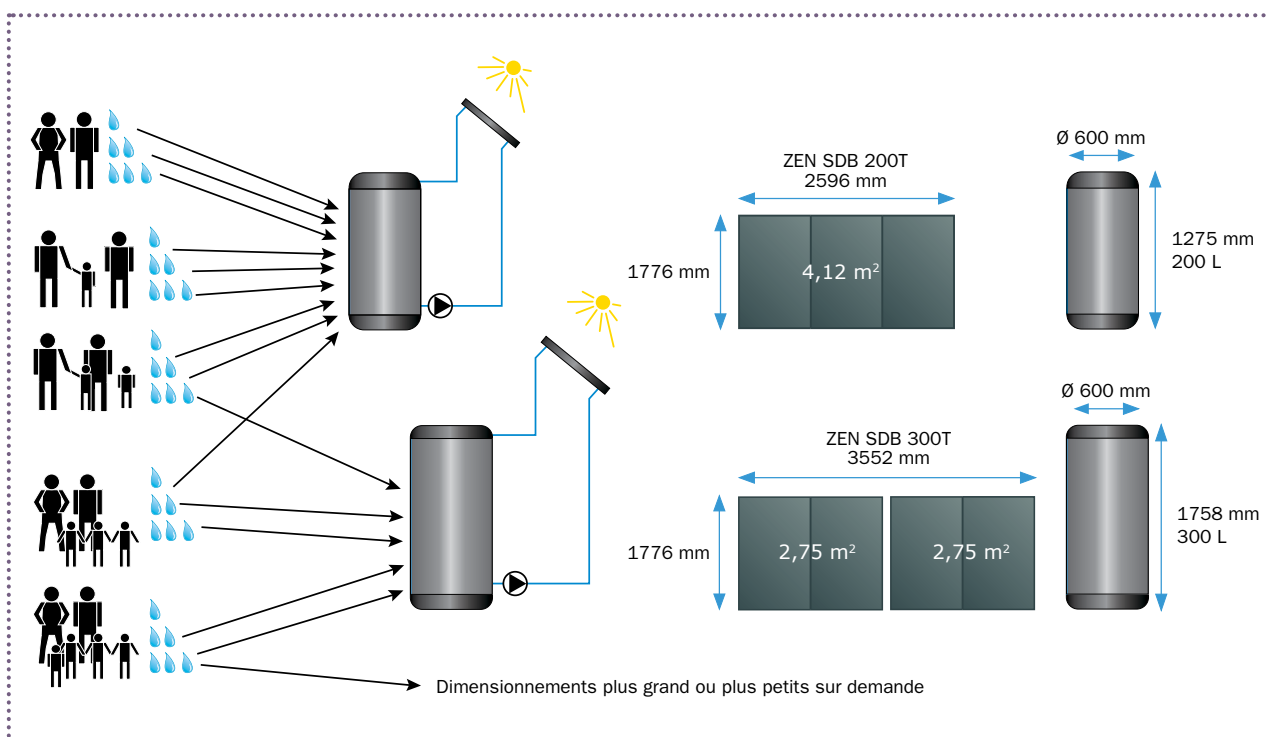 ZEN SDB 200T
2596 mm
1776 mm
4,12 m²
Ø 600 mm
1275 mm
200 L
ZEN SDB 300T
3552 mm
1776 mm
2,75 m²
2,75 m²
Ø 600 mm
1758 mm
300 L
Dimensionnements plus grand ou plus petits sur demande